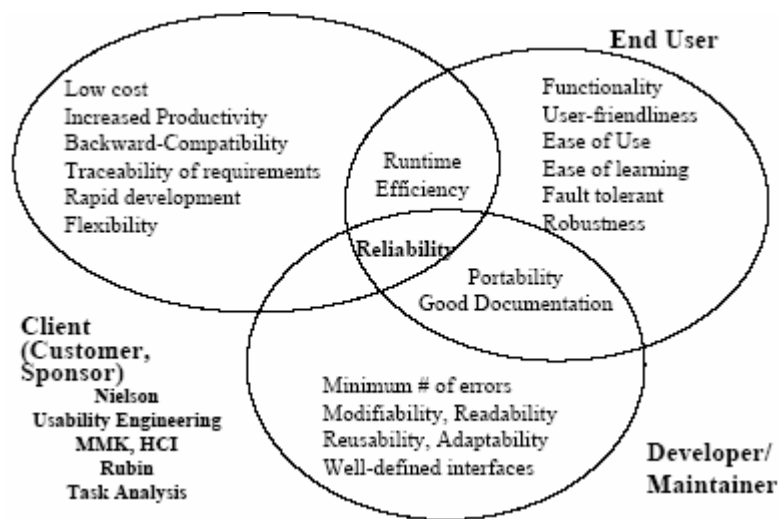 End User
Low cost
Increased Productivity
Backward-Compatibility
Traceability of requirements
Rapid development
Flexibility
Runtime
Efficiency
Functionality
User-friendliness
Ease of Use
Ease of learning
Fault tolerant
Robustness
Reliability
Portability
Good Documentation
Client
(Customer,
Sponsor)
Nielson
Usability Engineering
MMK, HCI
Rubin
Task Analysis
Minimum # of errors
Modifiability, Readability
Reusability, Adaptability
Well-defined interfaces
Developer/
Maintainer